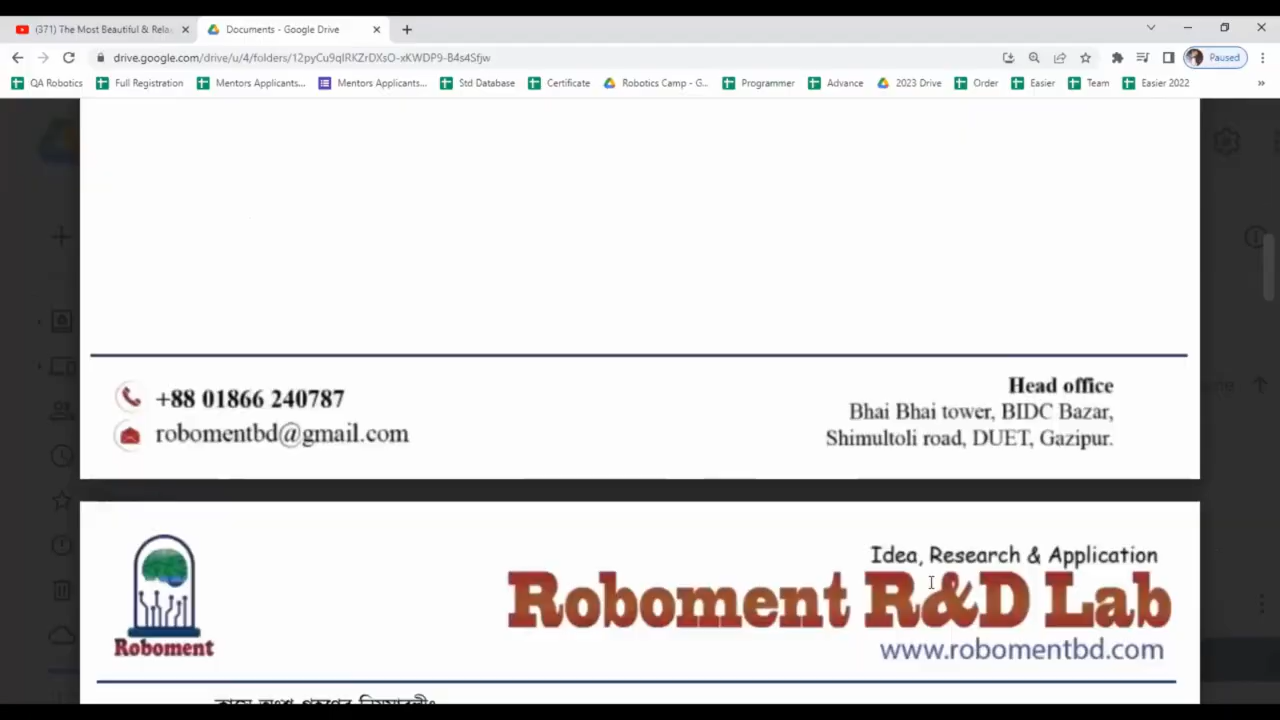 (371) The Most Beautiful & Rela
Documents - Google Drive
drive.google.com/drive/u/4/folders/12pyCu9qIRKZrDXsO-xKWDP9-B4s4Sfjw
Paused
QA Robotics
Full Registration
Mentors Applicants...
Mentors Applicants...
Std Database
Certificate
Robotics Camp - G...
Programmer
Advance
2023 Drive
Order
Easier
Team
Easier 2022
+88 01866 240787
robomentbd@gmail.com
Head office
Bhai Bhai tower, BIDC Bazar,
Shimultoli road, DUET, Gazipur.
Roboment
Idea, Research & Application
Roboment R&D Lab
www.robomentbd.com